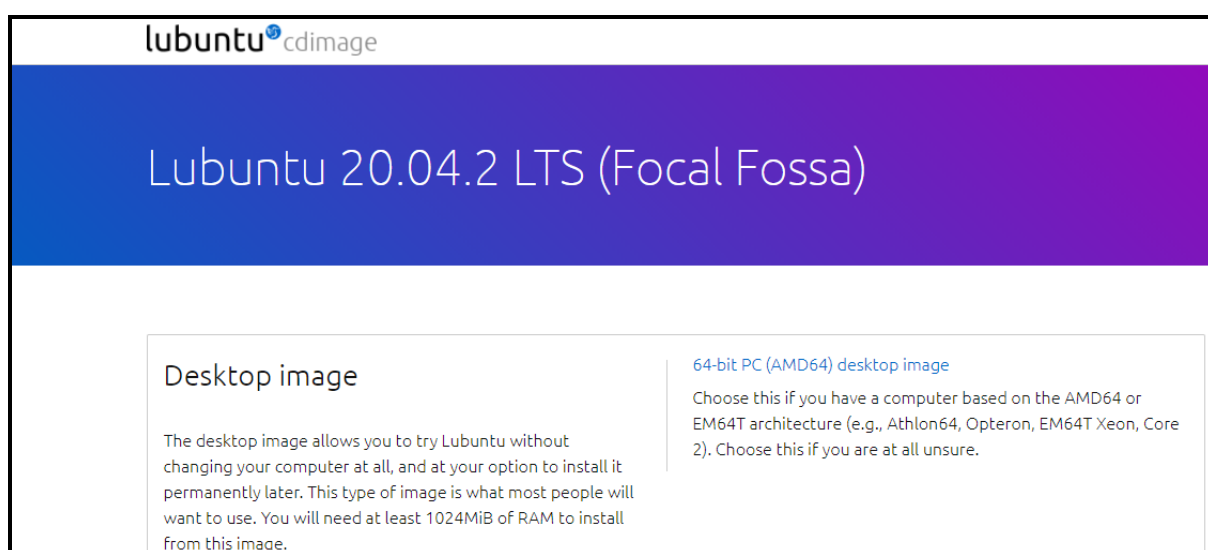 lubuntu cdimage
Lubuntu 20.04.2 LTS (Focal Fossa)
Desktop image
The desktop image allows you to try Lubuntu without
changing your computer at all, and at your option to install it
permanently later. This type of image is what most people will
want to use. You will need at least 1024MiB of RAM to install
from this image.
64-bit PC (AMD64) desktop image
Choose this if you have a computer based on the AMD64 or
EM64T architecture (e.g., Athlon64, Opteron, EM64T Xeon, Core
2). Choose this if you are at all unsure.